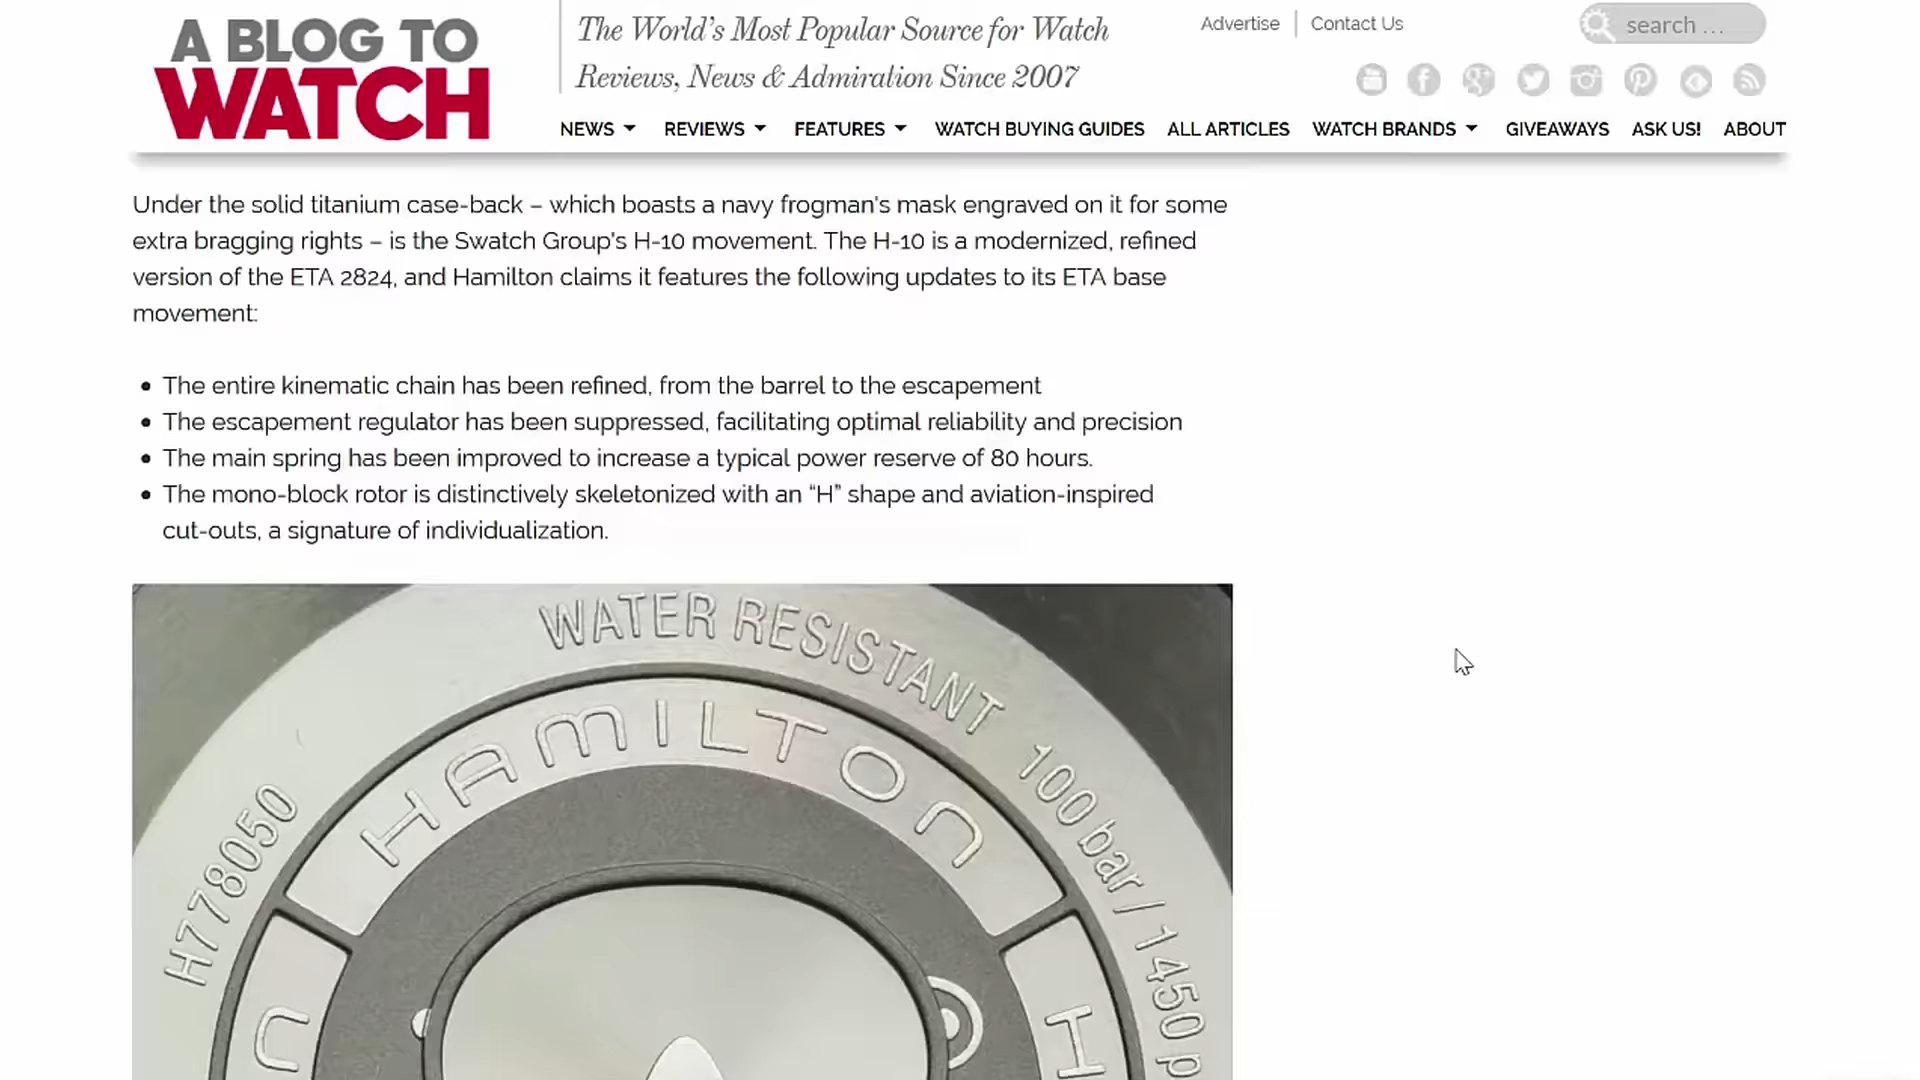 A BLOG TO
WATCH
The World's Most Popular Source for Watch
Reviews, News & Admiration Since 2007
Advertise
Contact Us
search ...
NEWS
REVIEWS
FEATURES
WATCH BUYING GUIDES
ALL ARTICLES
WATCH BRANDS
GIVEAWAYS
ASK US!
ABOUT
Under the solid titanium case-back – which boasts a navy frogman's mask engraved on it for some
extra bragging rights – is the Swatch Group's H-10 movement. The H-10 is a modernized, refined
version of the ETA 2824, and Hamilton claims it features the following updates to its ETA base
movement:
The entire kinematic chain has been refined, from the barrel to the escapement
The escapement regulator has been suppressed, facilitating optimal reliability and precision
The main spring has been improved to increase a typical power reserve of 80 hours.
The mono-block rotor is distinctively skeletonized with an “H” shape and aviation-inspired
cut-outs, a signature of individualization.
WATER RESISTANT 100bar / 1450 p
HAMILTON
H778050